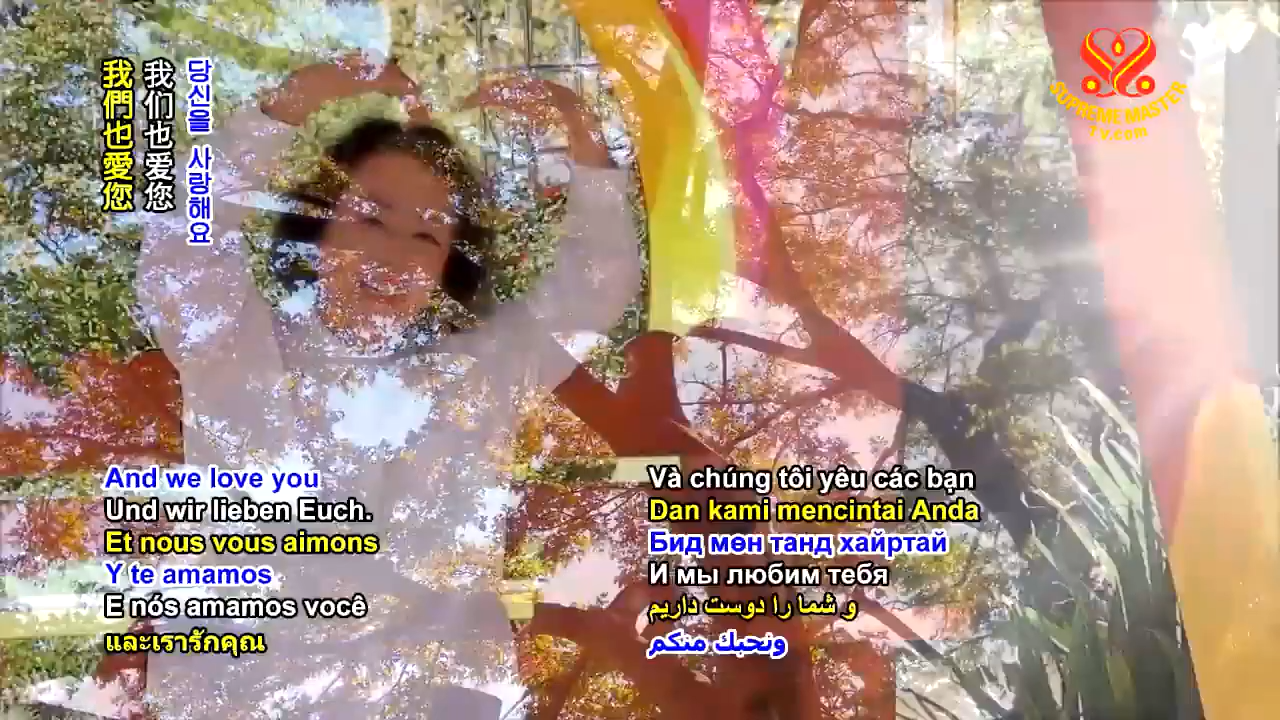 我們也愛您
我们也爱您
당신을 사랑해요
SUPREME MASTER
TV.com
And we love you
Und wir lieben Euch.
Et nous vous aimons
Y te amamos
E nós amamos você
และเรารักคุณ
Và chúng tôi yêu các bạn
Dan kami mencintai Anda
Бид мөн танд хайртай
И мы любим тебя
و شما را دوست داریم
ونحبك منكم